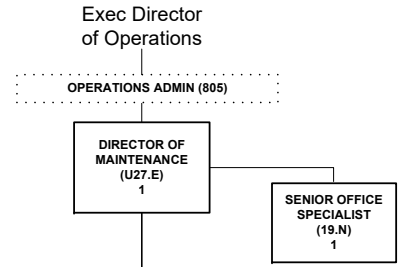 Exec Director
of Operations
OPERATIONS ADMIN (805)
DIRECTOR OF
MAINTENANCE
(U27.E)
1
SENIOR OFFICE
SPECIALIST
(19.N)
1